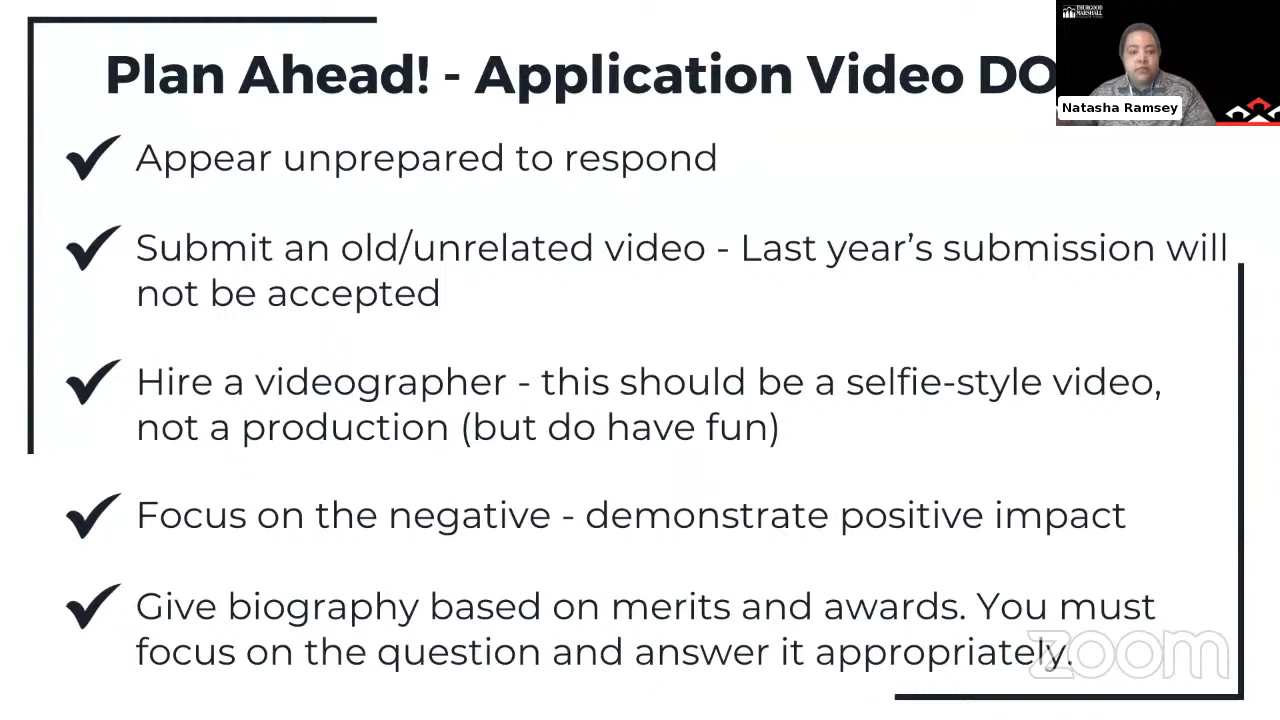 Plan Ahead! - Application Video DO
THURGOOD
MARSHALL
Natasha Ramsey
Appear unprepared to respond
Submit an old/unrelated video - Last year’s submission will
not be accepted
Hire a videographer - this should be a selfie-style video,
not a production (but do have fun)
Focus on the negative - demonstrate positive impact
Give biography based on merits and awards. You must
focus on the question and answer it appropriately.
zoom